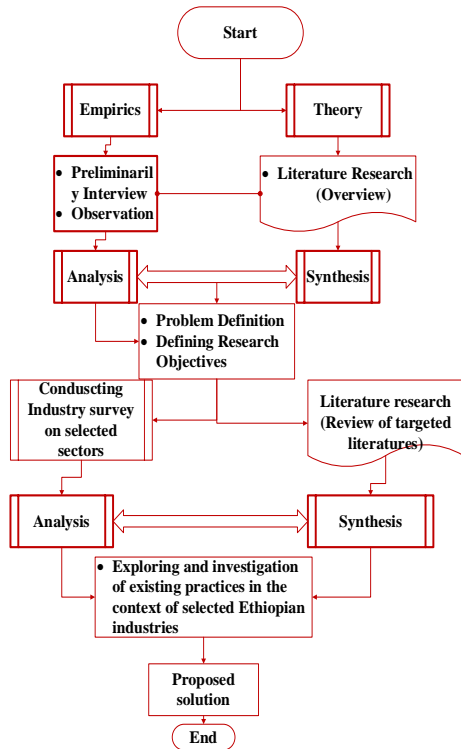 Start
Empirics
Theory
• Preliminaril
y Interview
• Observation
• Literature Research
(Overview)
Analysis
Synthesis
• Problem Definition
• Defining Research
Objectives
Conduscting
Industry survey
on selected
sectors
Literature research
(Review of targeted
literatures)
Analysis
Synthesis
• Exploring and investigation
of existing practices in the
context of selected Ethiopian
industries
Proposed
solution
End